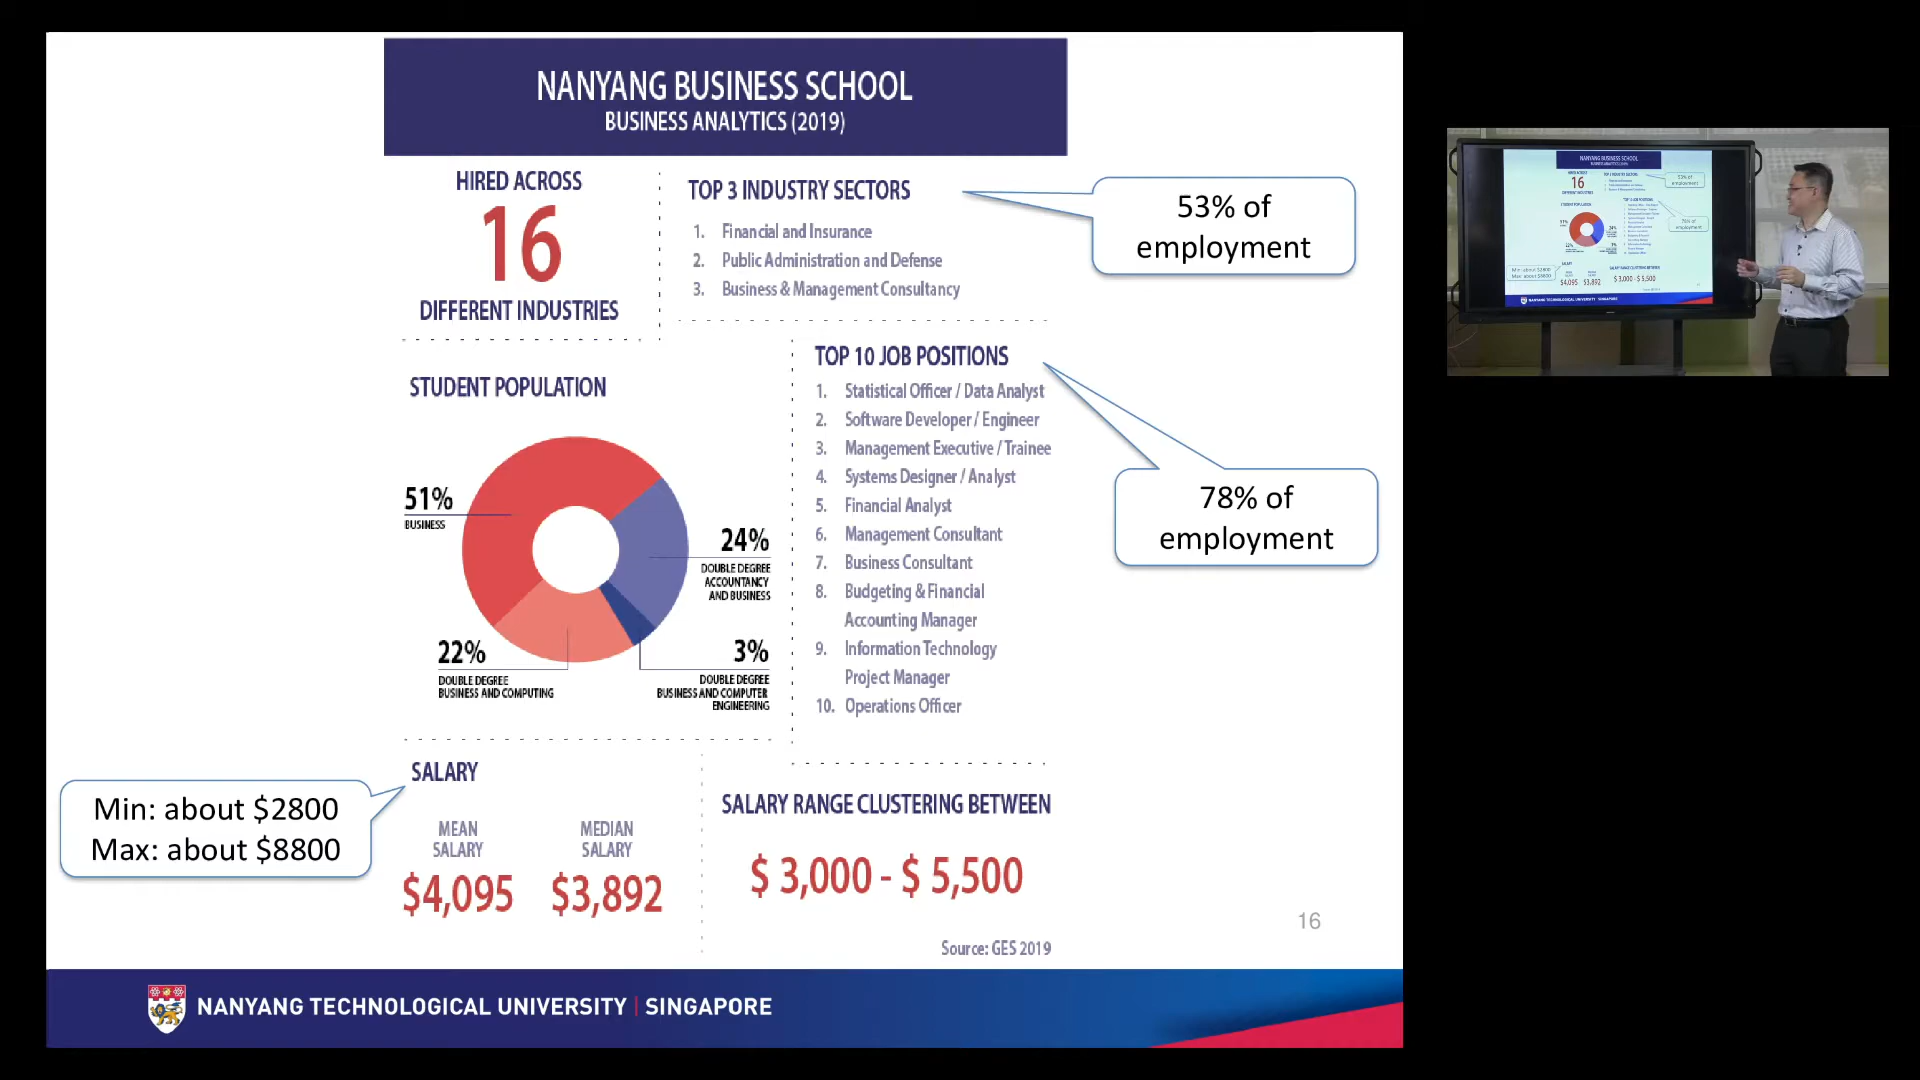 NANYANG BUSINESS SCHOOL
BUSINESS ANALYTICS (2019)
HIRED ACROSS
16
DIFFERENT INDUSTRIES
TOP 3 INDUSTRY SECTORS
1. Financial and Insurance
2. Public Administration and Defense
3. Business & Management Consultancy
53% of
employment
STUDENT POPULATION
51%
BUSINESS
24%
DOUBLE DEGREE
ACCOUNTANCY
AND BUSINESS
22%
DOUBLE DEGREE
BUSINESS AND COMPUTING
3%
DOUBLE DEGREE
BUSINESS AND COMPUTER
ENGINEERING
TOP 10 JOB POSITIONS
1. Statistical Officer / Data Analyst
2. Software Developer / Engineer
3. Management Executive / Trainee
4. Systems Designer / Analyst
5. Financial Analyst
6. Management Consultant
7. Business Consultant
8. Budgeting & Financial
Accounting Manager
9. Information Technology
Project Manager
10. Operations Officer
78% of
employment
SALARY
Min: about $2800
Max: about $8800
MEAN
SALARY
$4,095
MEDIAN
SALARY
$3,892
SALARY RANGE CLUSTERING BETWEEN
$ 3,000 - $ 5,500
16
Source: GES 2019
NANYANG TECHNOLOGICAL UNIVERSITY | SINGAPORE